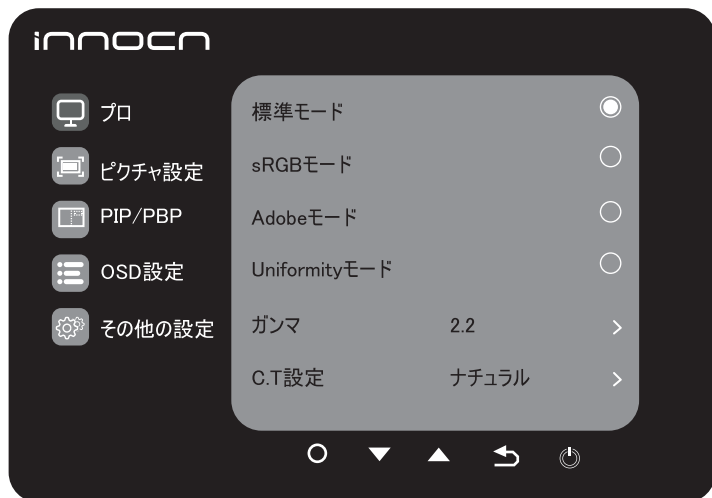 innocn
プロ
ピクチャ設定
PIP/PBP
OSD設定
その他の設定
標準モード
sRGBモード
Adobeモード
Uniformityモード
ガンマ 2.2
C.T設定 ナチュラル